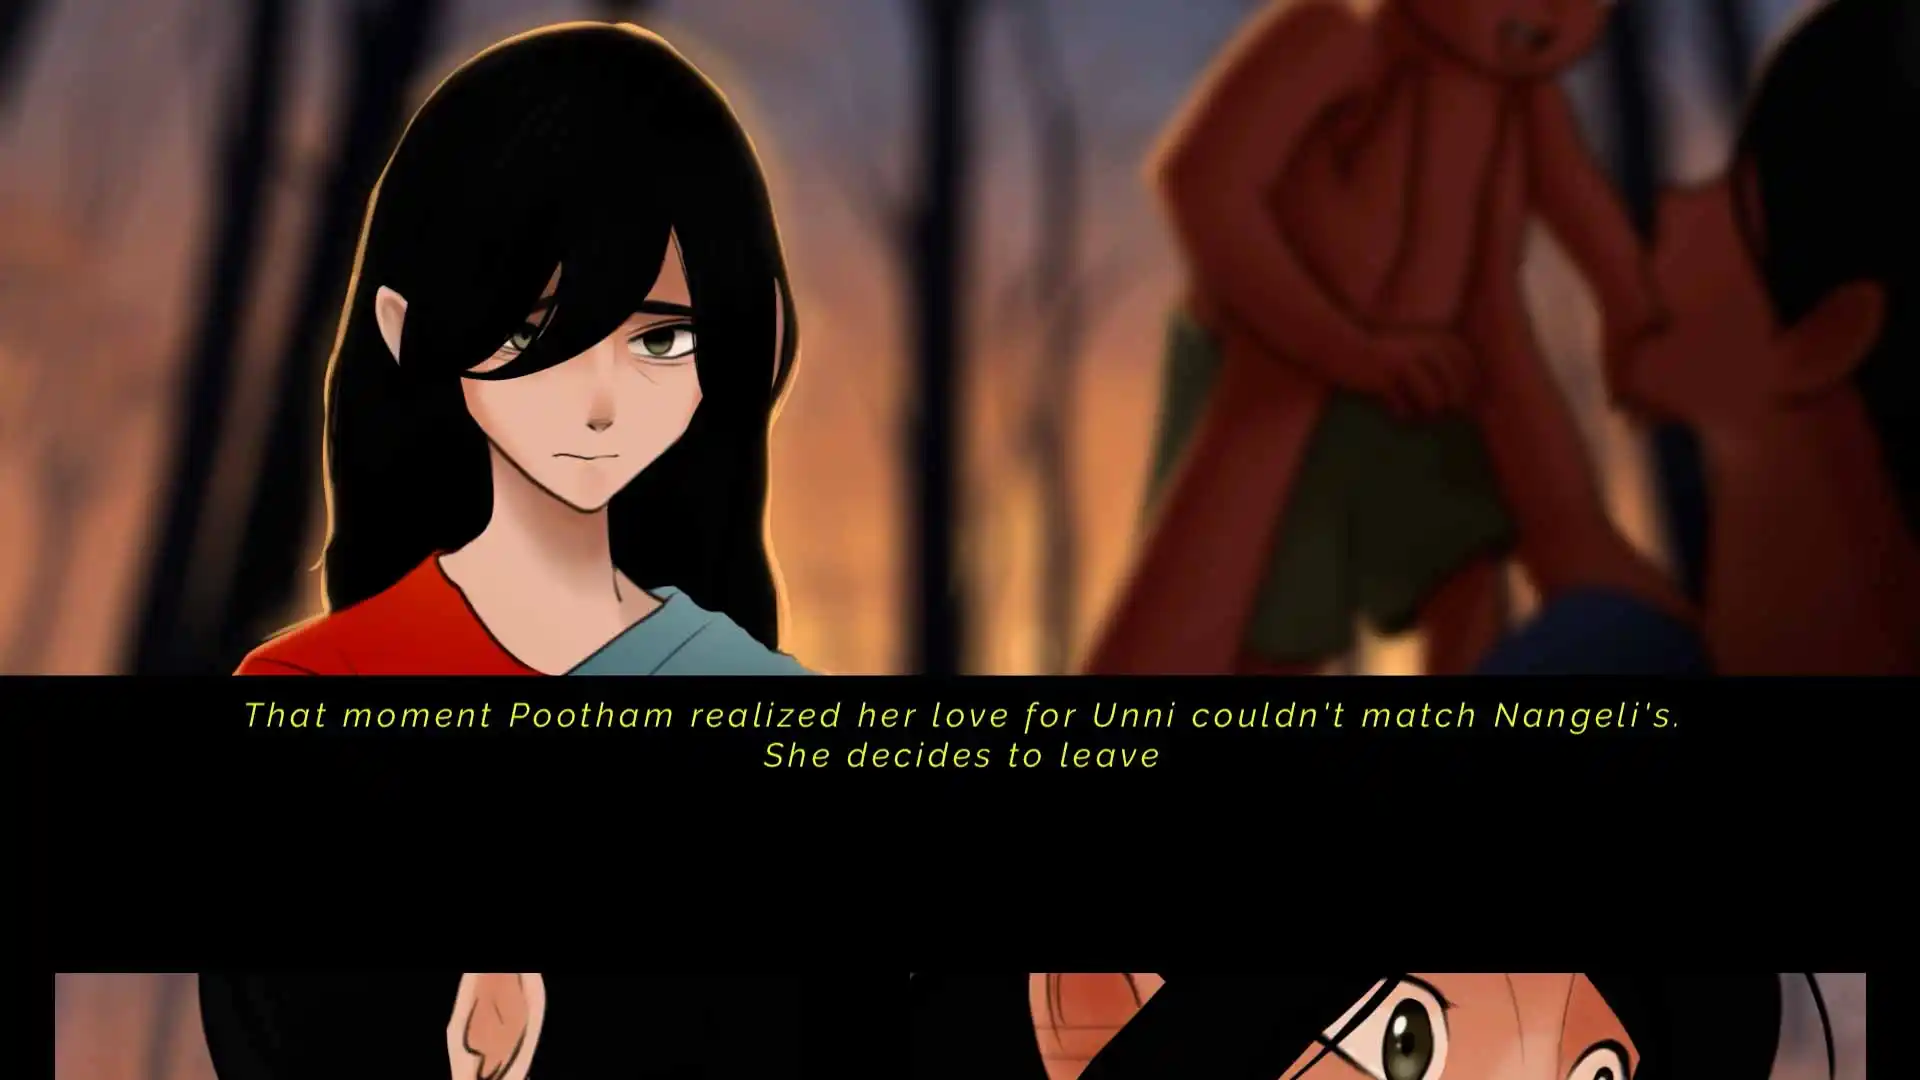 That moment Pootham realized her love for Unni couldn't match Nangeli's.
She decides to leave